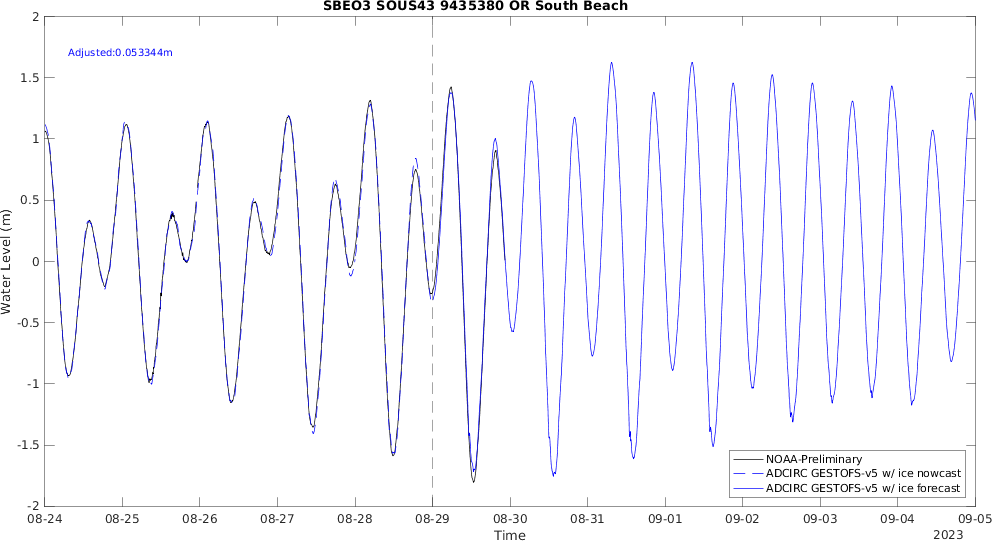 SBEO3 SOUS43 9435380 OR South Beach
Adjusted:0.053344m
2
1.5
1
0.5
0
-0.5
-1
-1.5
-2
Water Level (m)
NOAA-Preliminary
ADCIRC GESTOFS-v5 w/ ice nowcast
ADCIRC GESTOFS-v5 w/ ice forecast
08-24 08-25 08-26 08-27 08-28 08-29 08-30 08-31 09-01 09-02 09-03 09-04 09-05
Time
2023